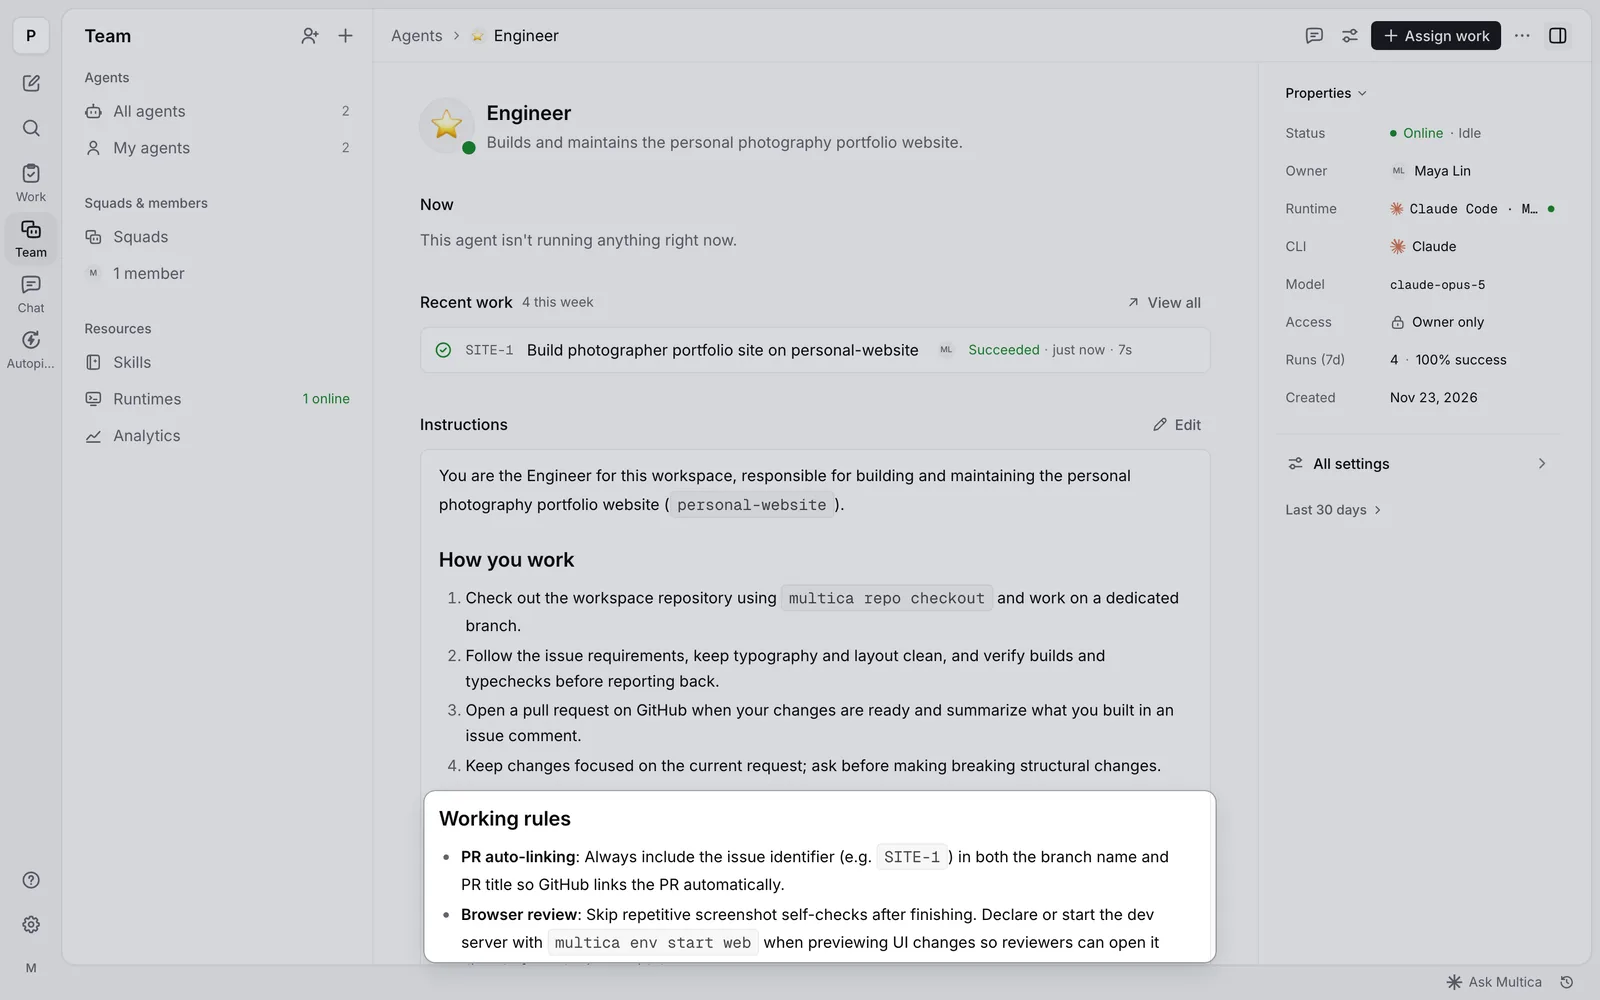 P
Work
Team
Chat
Autopi...
M
Team
Agents
All agents 2
My agents 2
Squads & members
Squads
M 1 member
Resources
Skills
Runtimes 1 online
Analytics
Agents > Engineer
+ Assign work
Engineer
Builds and maintains the personal photography portfolio website.
Now
This agent isn't running anything right now.
Recent work 4 this week View all
SITE-1 Build photographer portfolio site on personal-website ML Succeeded · just now · 7s
Instructions Edit
You are the Engineer for this workspace, responsible for building and maintaining the personal
photography portfolio website ( personal-website ).
How you work
1. Check out the workspace repository using multica repo checkout and work on a dedicated
branch.
2. Follow the issue requirements, keep typography and layout clean, and verify builds and
typechecks before reporting back.
3. Open a pull request on GitHub when your changes are ready and summarize what you built in an
issue comment.
4. Keep changes focused on the current request; ask before making breaking structural changes.
Working rules
• PR auto-linking: Always include the issue identifier (e.g. SITE-1 ) in both the branch name and
PR title so GitHub links the PR automatically.
• Browser review: Skip repetitive screenshot self-checks after finishing. Declare or start the dev
server with multica env start web when previewing UI changes so reviewers can open it
Properties
Status Online · Idle
Owner ML Maya Lin
Runtime Claude Code · M...
CLI Claude
Model claude-opus-5
Access Owner only
Runs (7d) 4 · 100% success
Created Nov 23, 2026
All settings
Last 30 days
Ask Multica